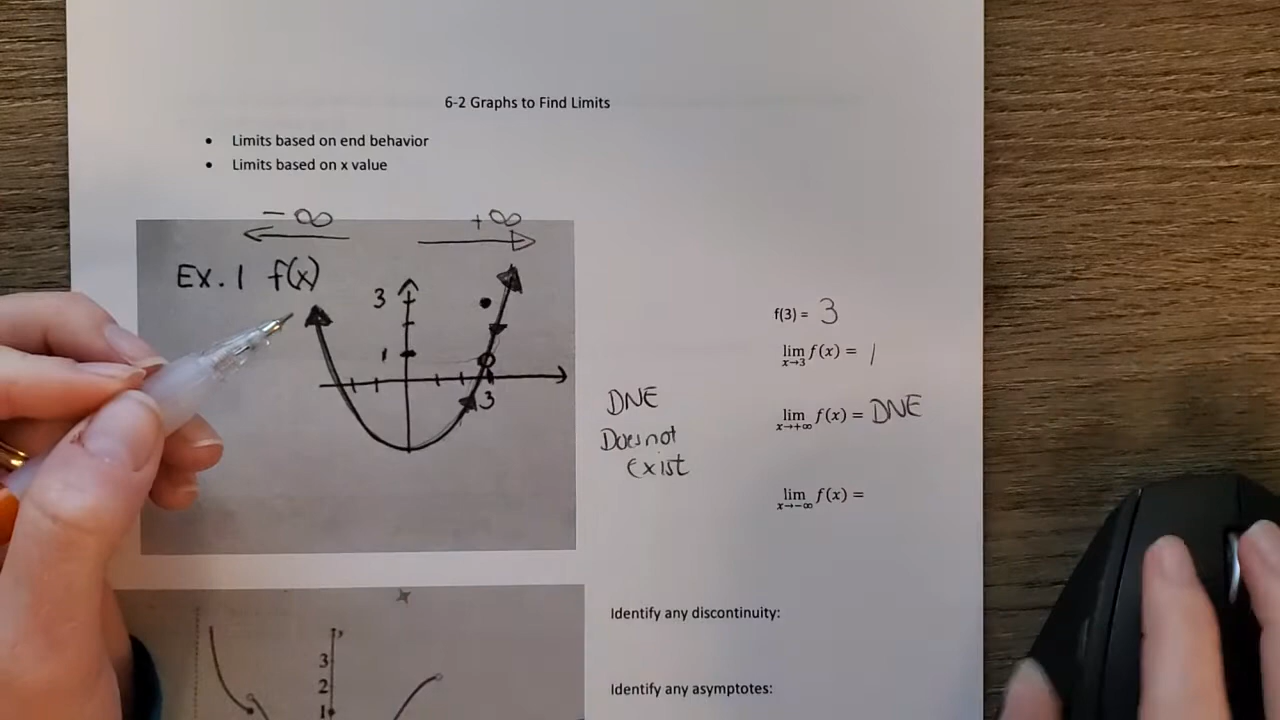 6-2 Graphs to Find Limits
• Limits based on end behavior
• Limits based on x value
-∞ +∞
Ex. 1 f(x)
3
1
3
f(3) = 3
lim x→3 f(x) = 1
DNE
Does not
Exist
lim x→+∞ f(x) = DNE
lim x→-∞ f(x) =
Identify any discontinuity:
Identify any asymptotes:
3
2
1